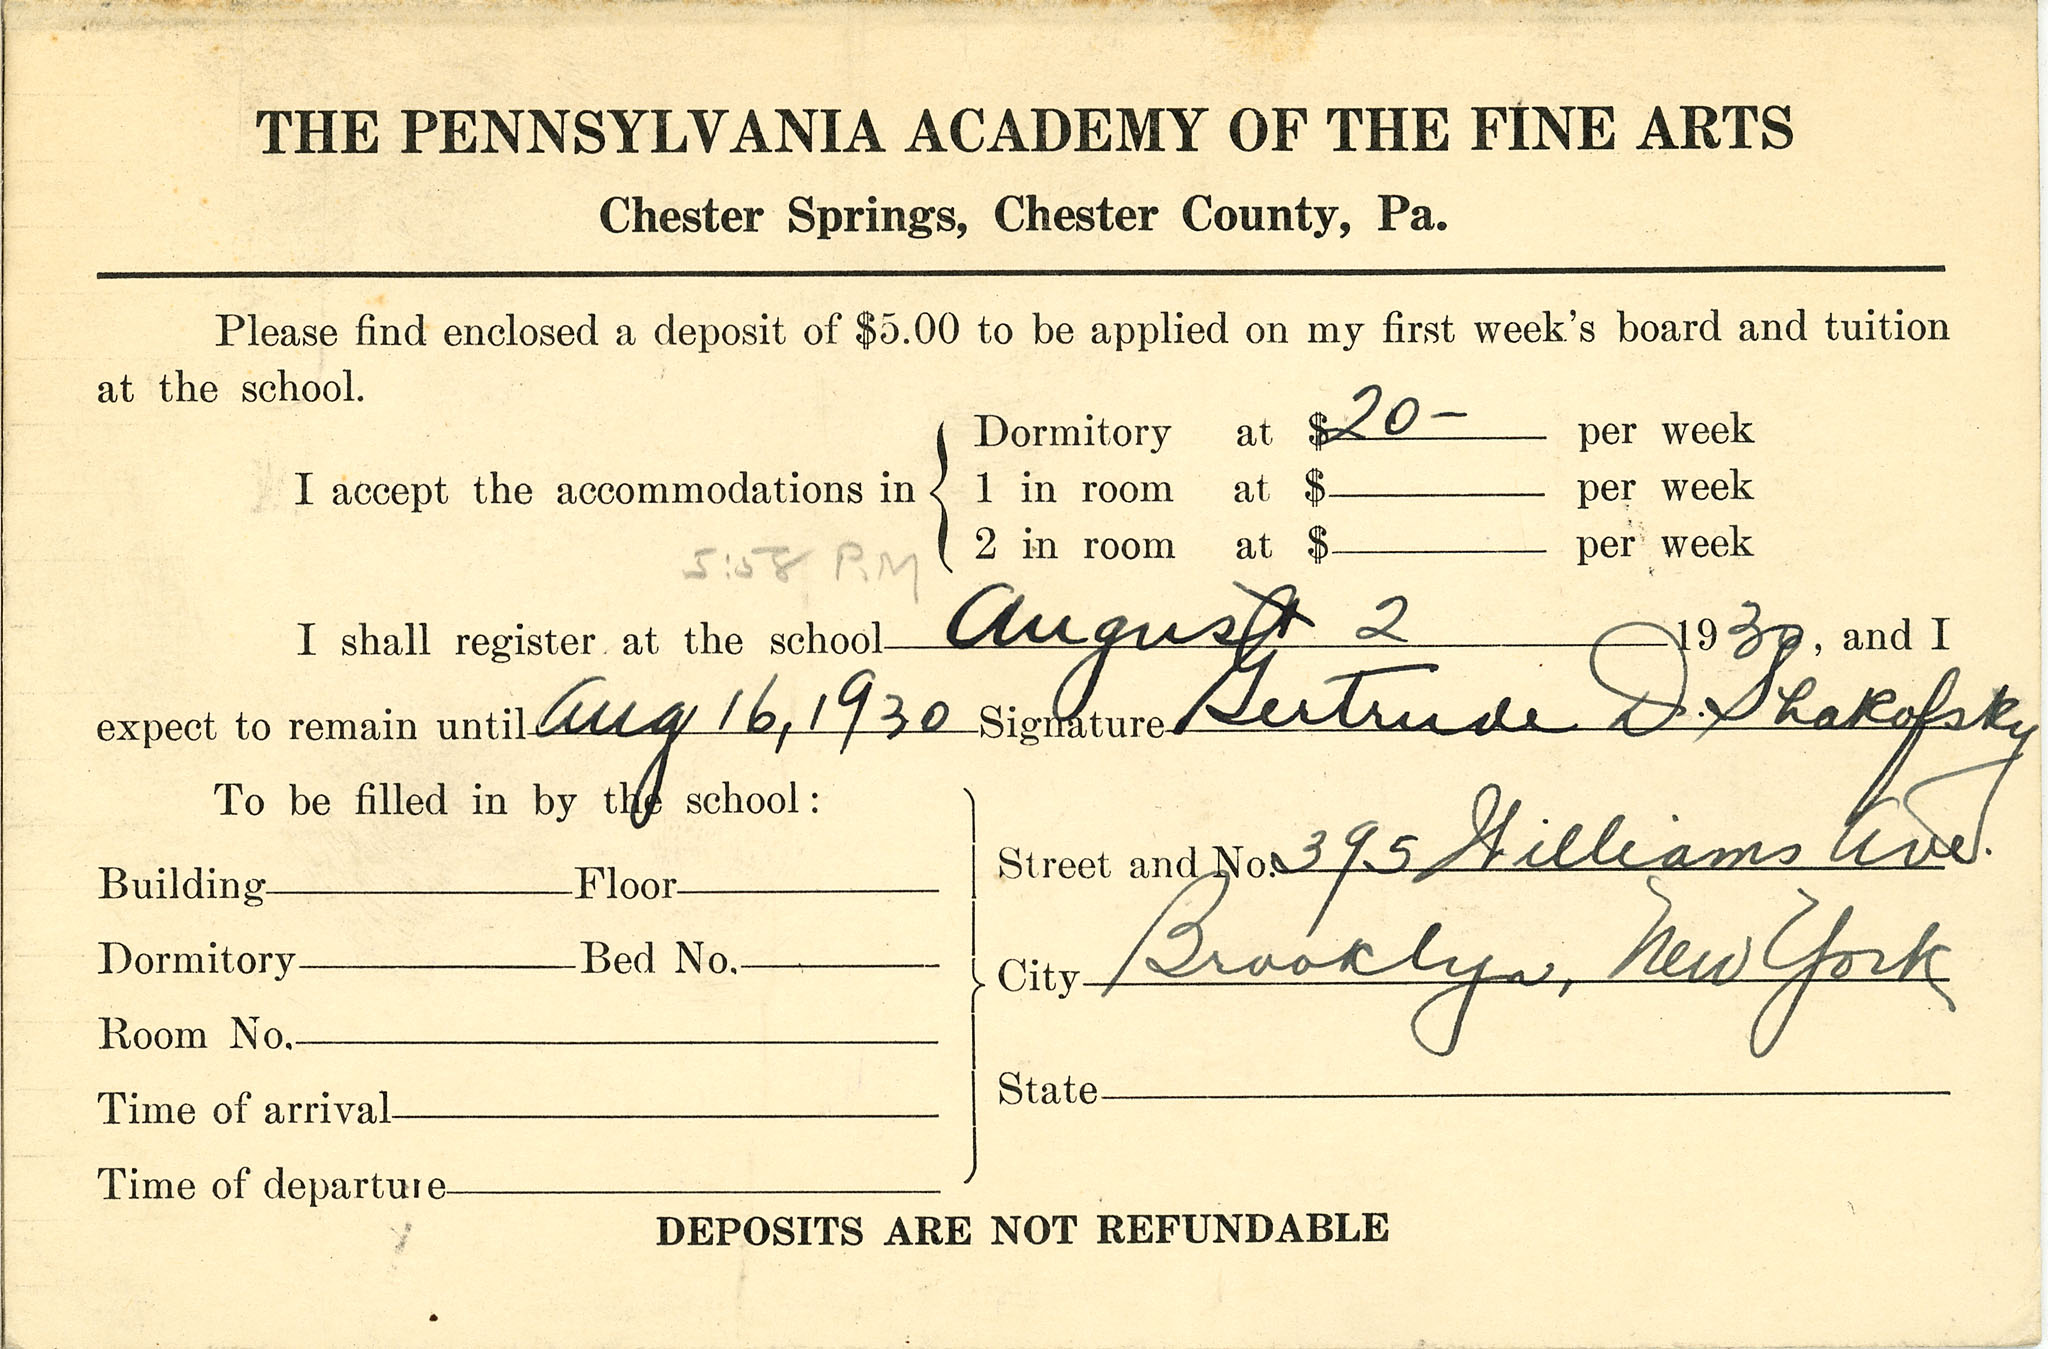 THE PENNSYLVANIA ACADEMY OF THE FINE ARTS
Chester Springs, Chester County, Pa.
Please find enclosed a deposit of $5.00 to be applied on my first week's board and tuition
at the school.
Dormitory at $20- per week
I accept the accommodations in { 1 in room at $ per week
2 in room at $ per week
5:58 P.M
I shall register at the school August 2 1930, and I
expect to remain until Aug 16, 1930 Signature Gertrude D. Shakofsky
To be filled in by the school:
Street and No. 395 Williams Ave.
Building Floor
Dormitory Bed No.
City Brooklyn, New York
Room No.
State
Time of arrival
Time of departure
DEPOSITS ARE NOT REFUNDABLE